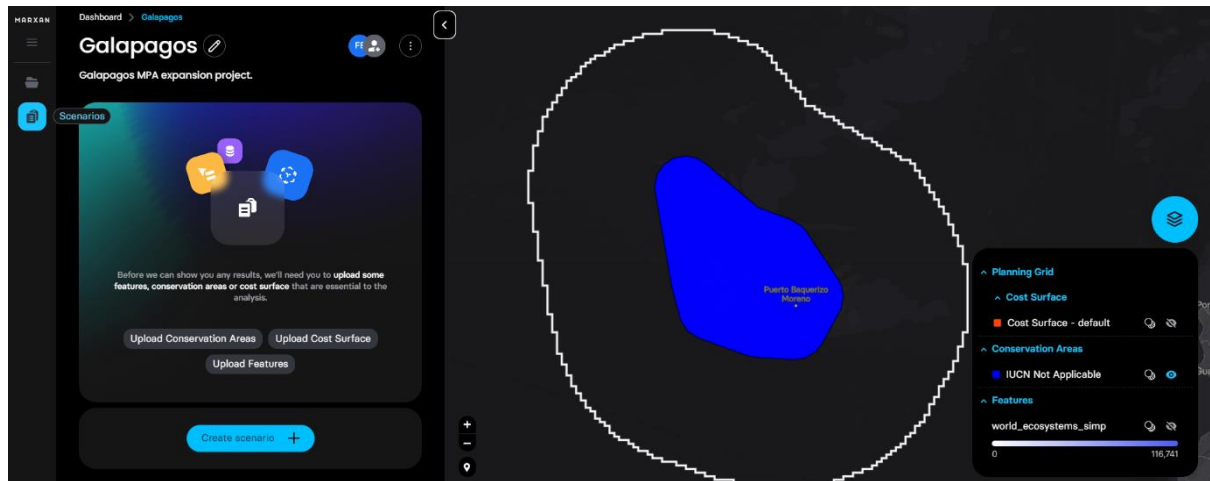 MARXAN
Dashboard > Galapagos
Galapagos
FE
Galapagos MPA expansion project.
Scenarios
Before we can show you any results, we'll need you to upload some
features, conservation areas or cost surface that are essential to the
analysis.
Upload Conservation Areas
Upload Cost Surface
Upload Features
Create scenario +
Puerto Baquerizo
Moreno
+
−
Planning Grid
Cost Surface
Cost Surface - default
Conservation Areas
IUCN Not Applicable
Features
world_ecosystems_simp
0
116,741